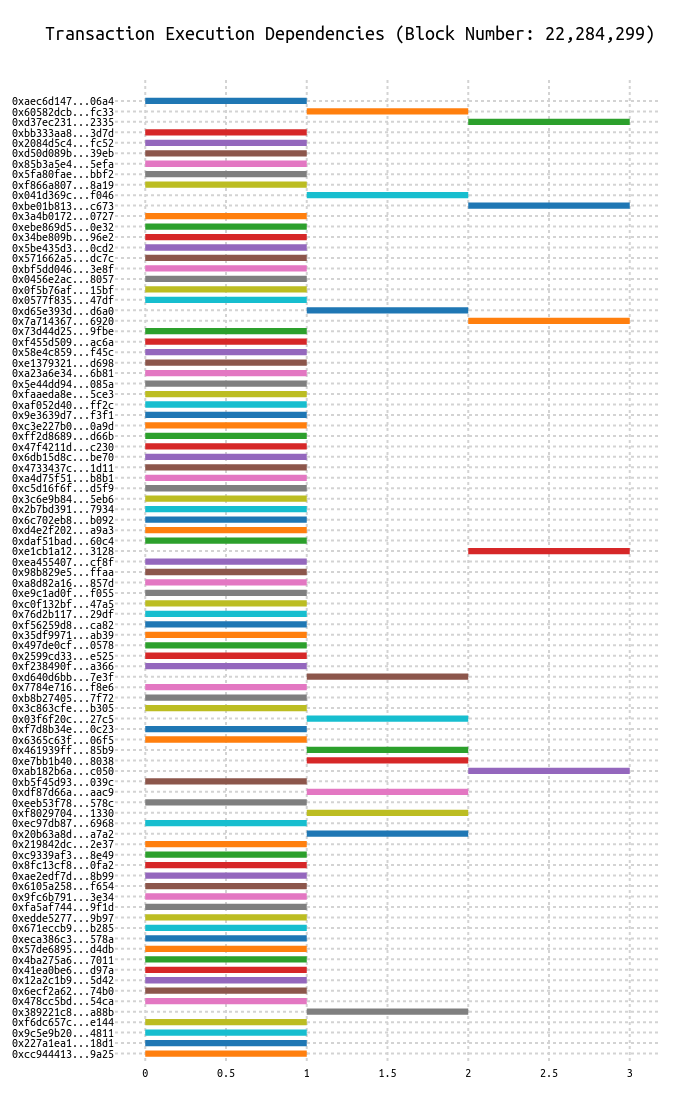 Transaction Execution Dependencies (Block Number: 22,284,299)
0xaec6d147...06a4
0x60582dcb...fc33
0xd37ec231...2335
0xbb333aa8...3d7d
0x2084d5c4...fc52
0xd50d089b...39eb
0x85b3a5e4...5efa
0x5fa80fae...bbf2
0xf866a807...8a19
0x041d369c...f046
0xbe01b813...c673
0x3a4b0172...0727
0xebe869d5...0e32
0x34be809b...96e2
0x5be435d3...0cd2
0x571662a5...dc7c
0xbf5dd046...3e8f
0x0456e2ac...8057
0x0f5b76af...15bf
0x0577f835...47df
0xd65e393d...d6a0
0x7a714367...6920
0x73d44d25...9fbe
0xf455d509...ac6a
0x58e4c859...f45c
0xe1379321...d698
0xa23a6e34...6b81
0x5e44dd94...085a
0xfaaeda8e...5ce3
0xaf052d40...ff2c
0x9e3639d7...f3f1
0xc3e227b0...0a9d
0xff2d8689...d66b
0x47f4211d...c230
0x6db15d8c...be70
0x4733437c...1d11
0xa4d75f51...b8b1
0xc5d16f6f...d5f9
0x3c6e9b84...5eb6
0x2b7bd391...7934
0x6c702eb8...b092
0xd4e2f202...a9a3
0xdaf51bad...60c4
0xe1cb1a12...3128
0xea455407...cf8f
0x98b829e5...ffaa
0xa8d82a16...857d
0xe9c1ad0f...f055
0xc0f132bf...47a5
0x76d2b117...29df
0xf56259d8...ca82
0x35df9971...ab39
0x497de0cf...0578
0x2599cd33...e525
0xf238490f...a366
0xd640d6bb...7e3f
0x7784e716...f8e6
0xb8b27405...7f72
0x3c863cfe...b305
0x03f6f20c...27c5
0xf7d8b34e...0c23
0x6365c63f...06f5
0x461939ff...85b9
0xe7bb1b40...8038
0xab182b6a...c050
0xb5f45d93...039c
0xdf87d66a...aac9
0xeeb53f78...578c
0xf8029704...1330
0xec97db87...6968
0x20b63a8d...a7a2
0x219842dc...2e37
0xc9339af3...8e49
0x8fc13cf8...0fa2
0xae2edf7d...8b99
0x6105a258...f654
0x9fc6b791...3e34
0xfa5af744...9f1d
0xedde5277...9b97
0x671eccb9...b285
0xeca386c3...578a
0x57de6895...d4db
0x4ba275a6...7011
0x41ea0be6...d97a
0x12a2c1b9...5d42
0x6ecf2a62...74b0
0x478cc5bd...54ca
0x389221c8...a88b
0xf6dc657c...e144
0x9c5e9b20...4811
0x227a1ea1...18d1
0xcc944413...9a25
0 0.5 1 1.5 2 2.5 3